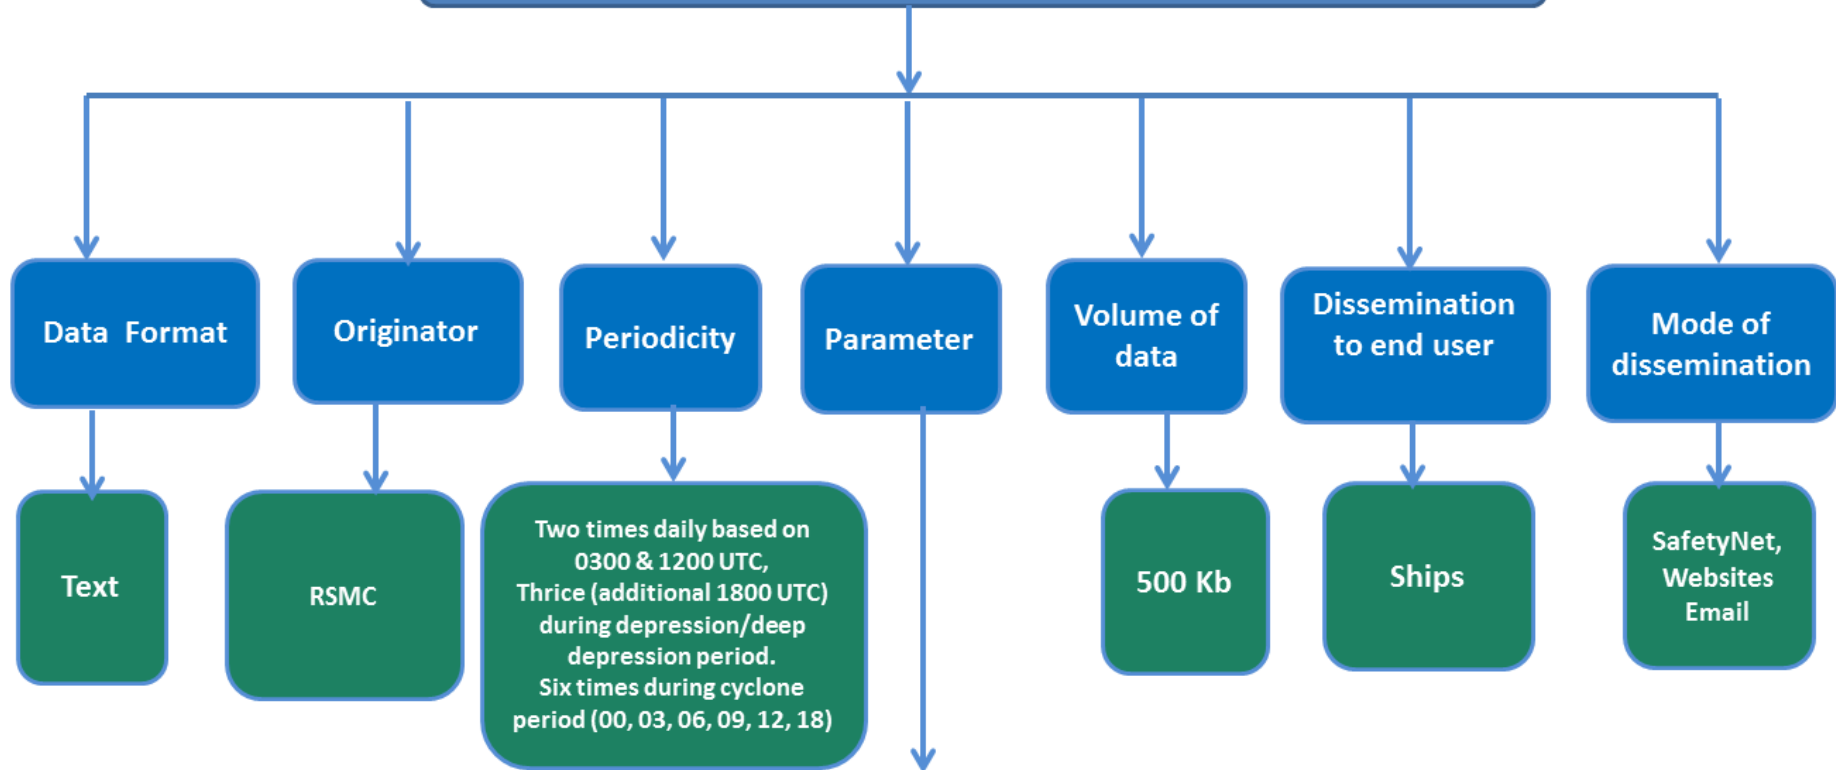 Data  Format
Originator
Periodicity
Parameter
Volume of
data
Dissemination
to end user
Mode of
dissemination
Text
RSMC
Two times daily based on
0300 & 1200 UTC,
Thrice (additional 1800 UTC)
during depression/deep
depression period.
Six times during cyclone
period (00, 03, 06, 09, 12, 18)
500 Kb
Ships
SafetyNet,
Websites
Email